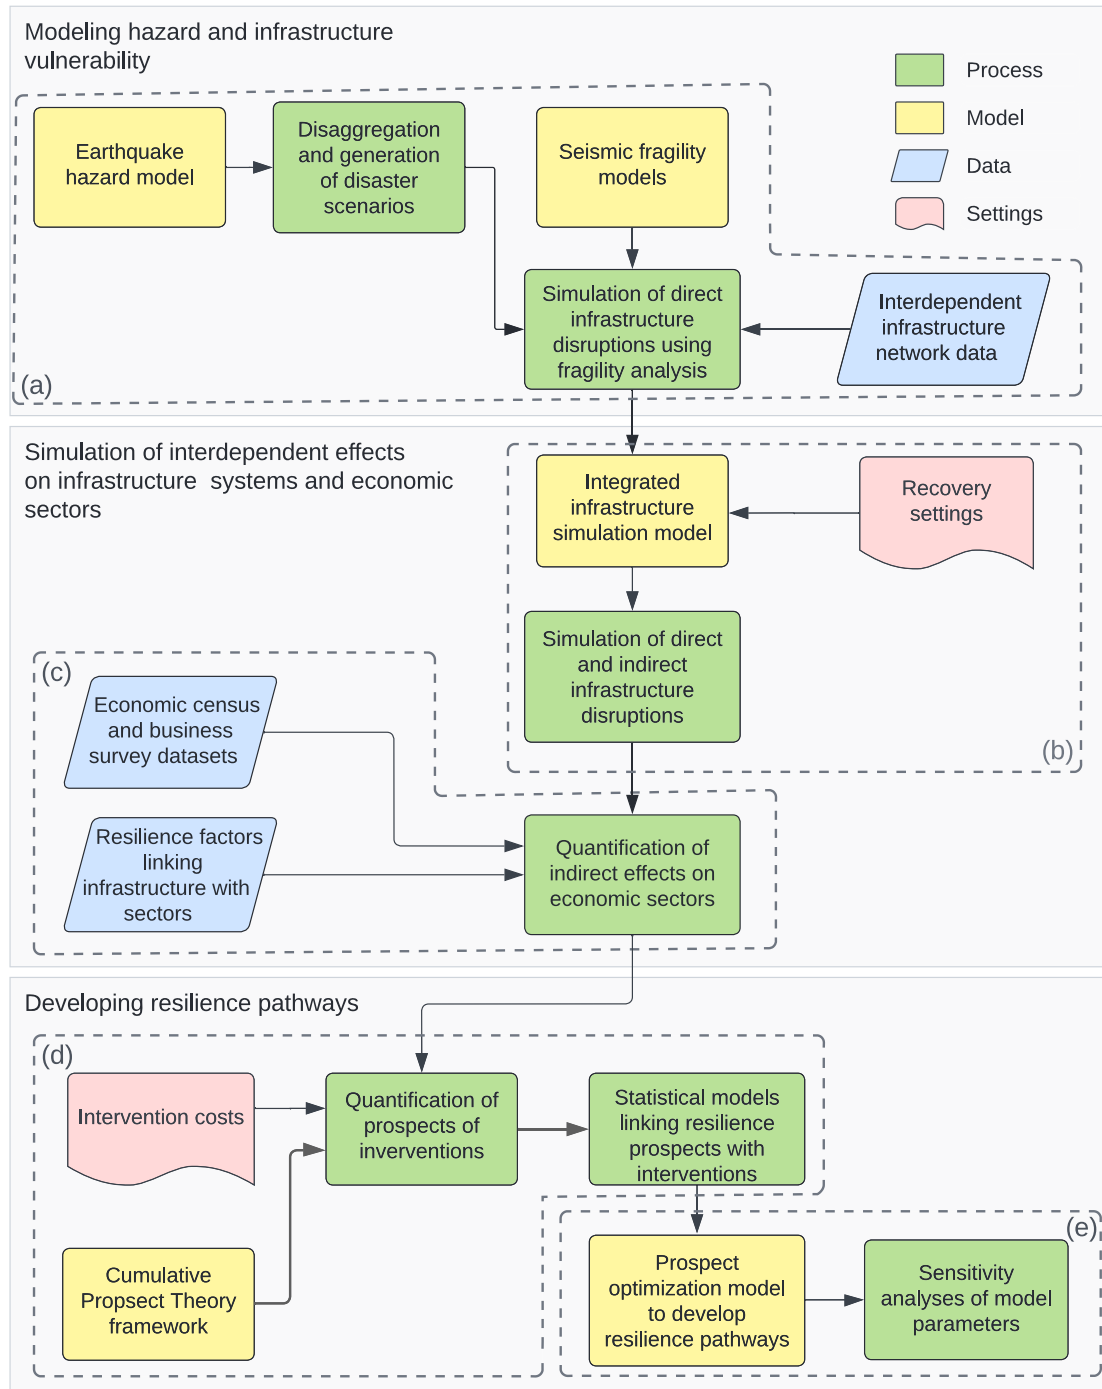 Modeling hazard and infrastructure
vulnerability
Process
Model
Data
Settings
Earthquake
hazard model
Disaggregation
and generation
of disaster
scenarios
Seismic fragility
models
Simulation of direct
infrastructure
disruptions using
fragility analysis
Interdependent
infrastructure
network data
(a)
Simulation of interdependent effects
on infrastructure systems and economic
sectors
Integrated
infrastructure
simulation model
Recovery
settings
Simulation of direct
and indirect
infrastructure
disruptions
(b)
(c)
Economic census
and business
survey datasets
Resilience factors
linking
infrastructure with
sectors
Quantification of
indirect effects on
economic sectors
Developing resilience pathways
(d)
Intervention costs
Quantification of
prospects of
inverventions
Statistical models
linking resilience
prospects with
interventions
Cumulative
Propsect Theory
framework
(e)
Prospect
optimization model
to develop
resilience pathways
Sensitivity
analyses of model
parameters